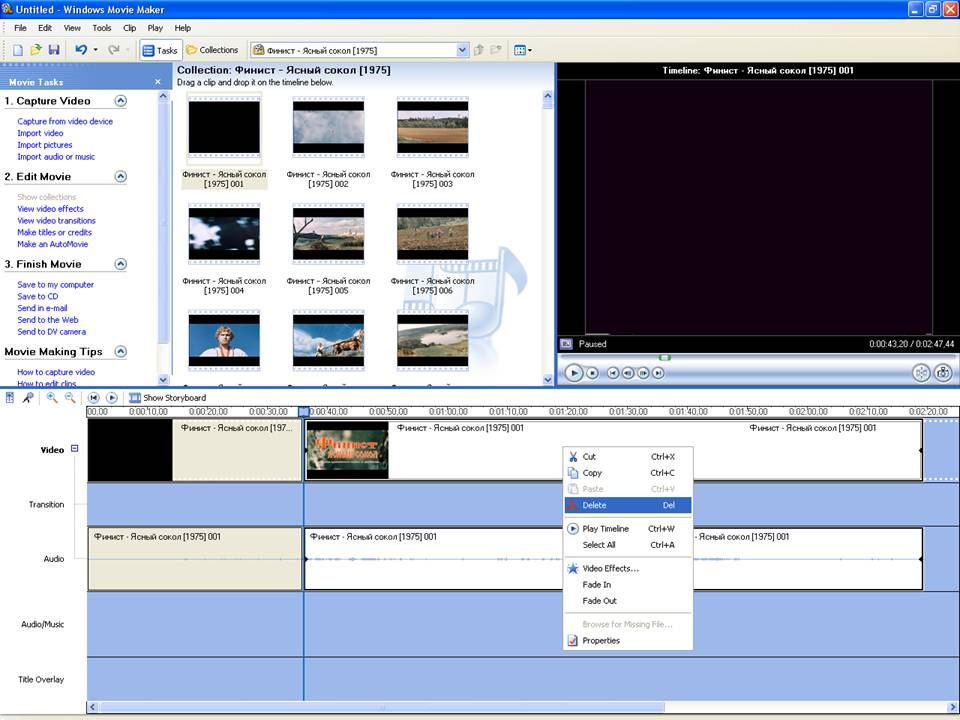 Untitled - Windows Movie Maker
File Edit View Tools Clip Play Help
Tasks Collections Финист - Ясный сокол [1975]
Movie Tasks
1. Capture Video
Capture from video device
Import video
Import pictures
Import audio or music
2. Edit Movie
Show collections
View video effects
View video transitions
Make titles or credits
Make an AutoMovie
3. Finish Movie
Save to my computer
Save to CD
Send in e-mail
Send to the Web
Send to DV camera
Movie Making Tips
How to capture video
How to edit clips
Collection: Финист - Ясный сокол [1975]
Drag a clip and drop it on the timeline below.
Финист - Ясный сокол [1975] 001
Финист - Ясный сокол [1975] 002
Финист - Ясный сокол [1975] 003
Финист - Ясный сокол [1975] 004
Финист - Ясный сокол [1975] 005
Финист - Ясный сокол [1975] 006
Timeline: Финист - Ясный сокол [1975] 001
Paused 0:00:43,20 / 0:02:47,44
Show Storyboard
00,00 0:00:10,00 0:00:20,00 0:00:30,00 0:00:40,00 0:00:50,00 0:01:00,00 0:01:10,00 0:01:20,00 0:01:30,00 0:01:40,00 0:01:50,00 0:02:00,00 0:02:10,00 0:02:20,00
Video
Финист - Ясный сокол [197...
Финист
ясный сокол
Финист - Ясный сокол [1975] 001
Финист - Ясный сокол [1975] 001
Transition
Audio
Финист - Ясный сокол [1975] 001
Финист - Ясный сокол [1975] 001
- Ясный сокол [1975] 001
Audio/Music
Title Overlay
Cut Ctrl+X
Copy Ctrl+C
Paste Ctrl+V
Delete Del
Play Timeline Ctrl+W
Select All Ctrl+A
Video Effects...
Fade In
Fade Out
Browse for Missing File...
Properties